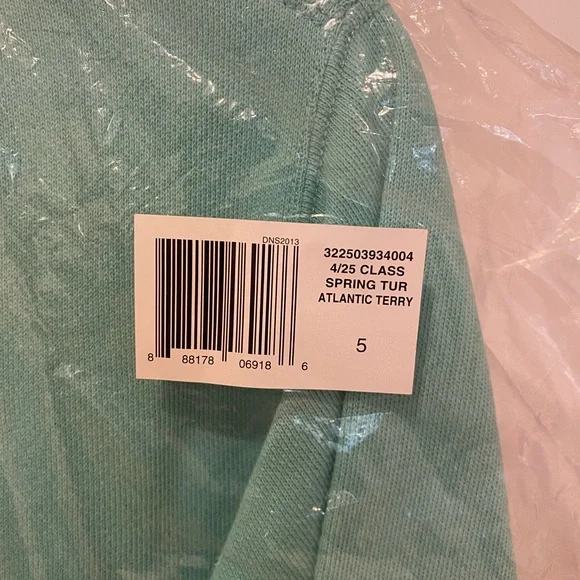 DNS2013
8 88178 06918 6
322503934004
4/25 CLASS
SPRING TUR
ATLANTIC TERRY
5